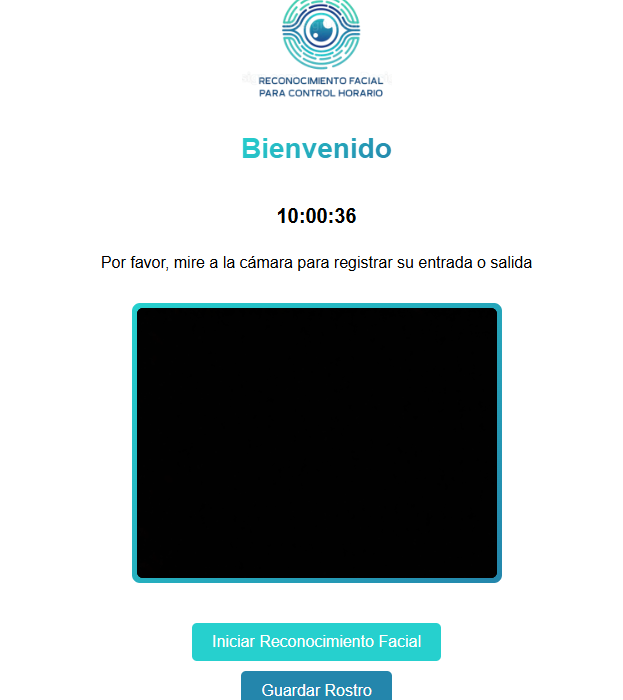 RECONOCIMIENTO FACIAL
PARA CONTROL HORARIO
Bienvenido
10:00:36
Por favor, mire a la cámara para registrar su entrada o salida
Iniciar Reconocimiento Facial
Guardar Rostro